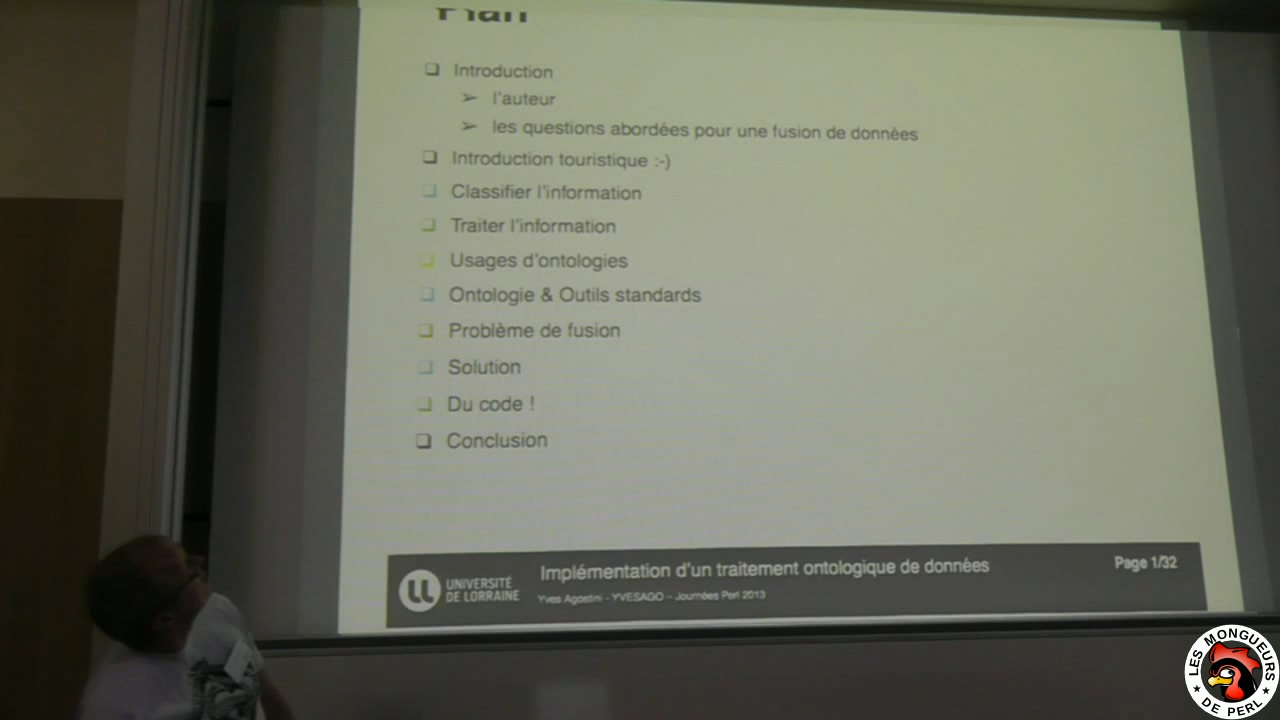 Plan
❑ Introduction
➢ l'auteur
➢ les questions abordées pour une fusion de données
❑ Introduction touristique :-)
❑ Classifier l'information
❑ Traiter l'information
❑ Usages d'ontologies
❑ Ontologie & Outils standards
❑ Problème de fusion
❑ Solution
❑ Du code !
❑ Conclusion
UNIVERSITÉ
DE LORRAINE
Implémentation d'un traitement ontologique de données
Page 1/32
Yves Agostini - YVESAGO – Journées Perl 2013
LES MONGUEURS
★ DE PERL ★